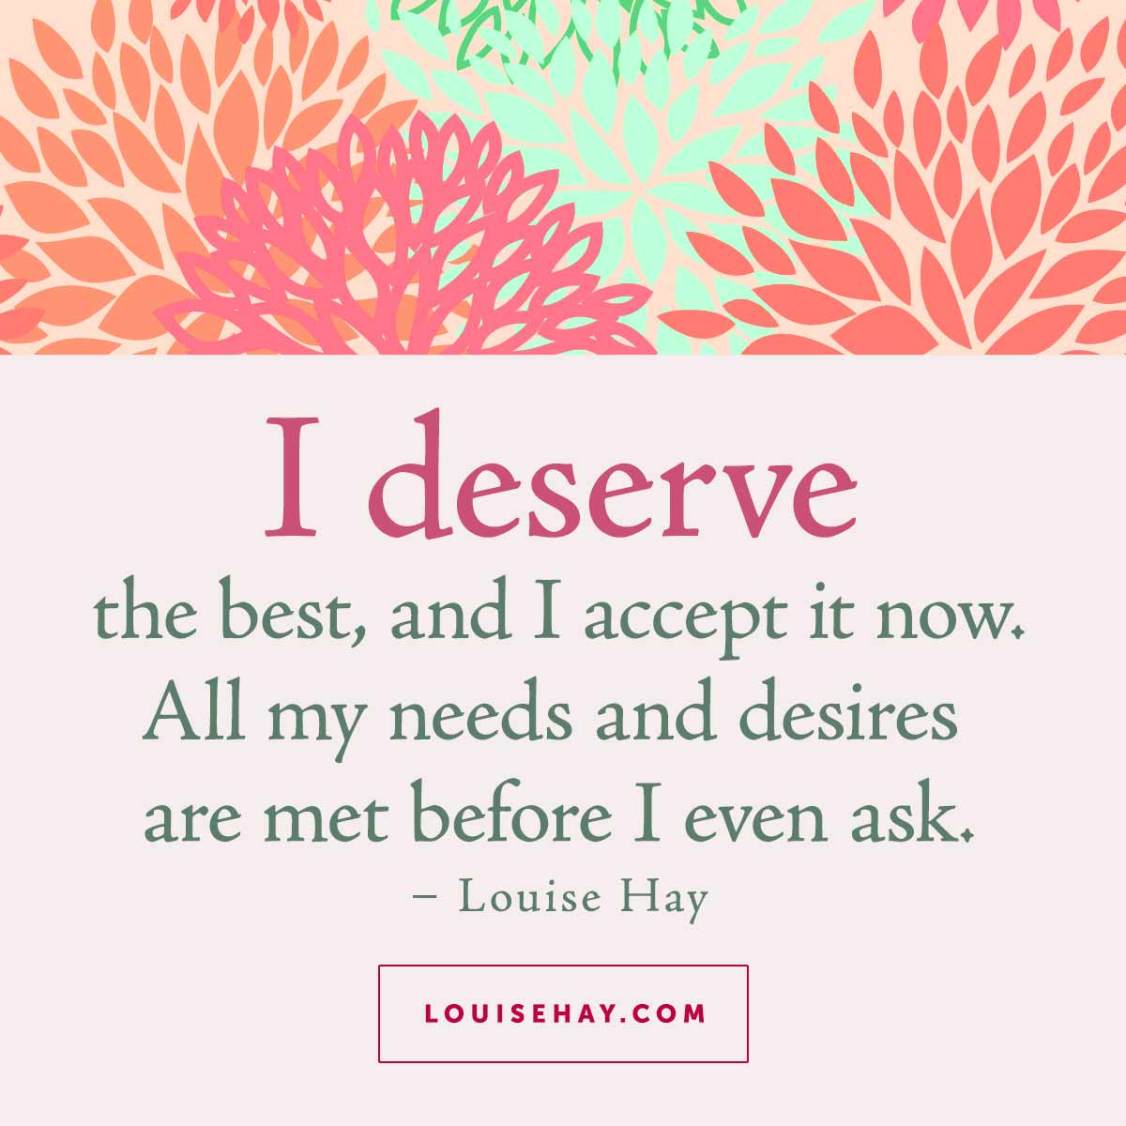 I deserve
the best, and I accept it now.
All my needs and desires
are met before I even ask.
– Louise Hay
LOUISEHAY.COM